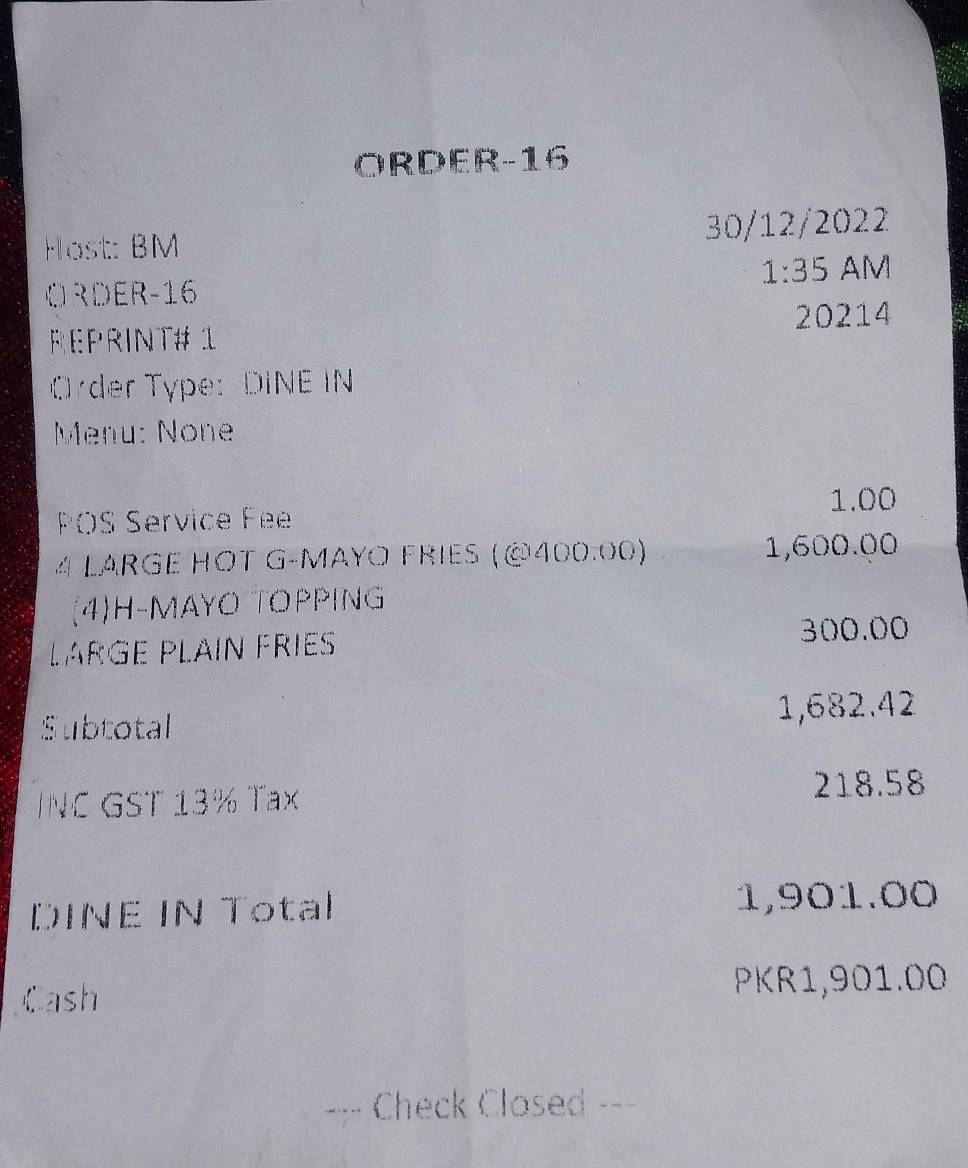 ORDER-16
Host: BM 30/12/2022
ORDER-16 1:35 AM
REPRINT# 1 20214
Order Type: DINE IN
Menu: None
POS Service Fee 1.00
4 LARGE HOT G-MAYO FRIES (@400.00) 1,600.00
(4)H-MAYO TOPPING
LARGE PLAIN FRIES 300.00
Subtotal 1,682.42
INC GST 13% Tax 218.58
DINE IN Total 1,901.00
Cash PKR1,901.00
--- Check Closed ---